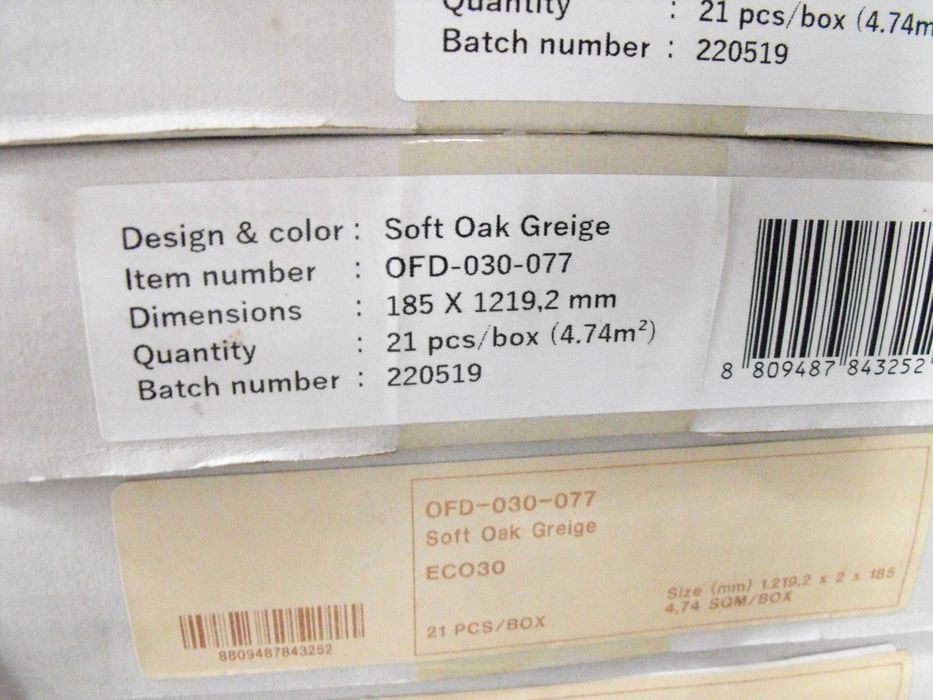 Quantity : 21 pcs/box (4.74m
Batch number : 220519
Design & color : Soft Oak Greige
Item number : OFD-030-077
Dimensions : 185 X 1219,2 mm
Quantity : 21 pcs/box (4.74m²)
Batch number : 220519
8 809487 843252
OFD-030-077
Soft Oak Greige
ECO30
Size (mm) 1.219,2 x 2 x 185
4,74 SQM/BOX
21 PCS/BOX
8809487843252